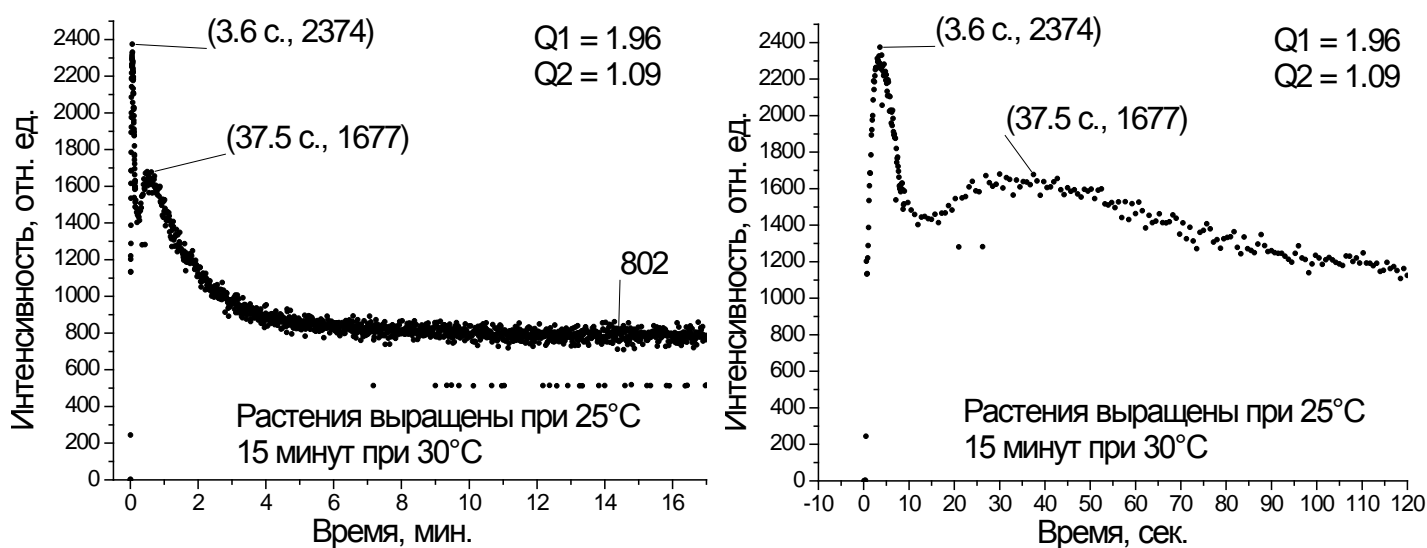 (3.6 с., 2374)
Q1 = 1.96
Q2 = 1.09
(37.5 с., 1677)
802
Растения выращены при 25°C
15 минут при 30°C
Интенсивность, отн. ед.
2400
2200
2000
1800
1600
1400
1200
1000
800
600
400
200
0
0 2 4 6 8 10 12 14 16
Время, мин.
(3.6 с., 2374)
Q1 = 1.96
Q2 = 1.09
(37.5 с., 1677)
Растения выращены при 25°C
15 минут при 30°C
Интенсивность, отн. ед.
2400
2200
2000
1800
1600
1400
1200
1000
800
600
400
200
0
-10 0 10 20 30 40 50 60 70 80 90 100 110 120
Время, сек.